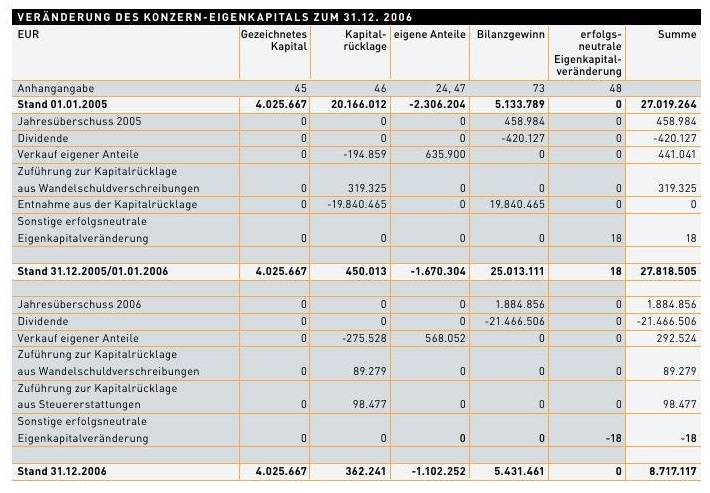 VERÄNDERUNG DES KONZERN-EIGENKAPITALS ZUM 31.12. 2006
EUR Gezeichnetes Kapital- eigene Anteile Bilanzgewinn erfolgs- Summe
Kapital rücklage neutrale
Eigenkapital-
veränderung
Anhangangabe 45 46 24, 47 73 48
Stand 01.01.2005 4.025.667 20.166.012 -2.306.204 5.133.789 0 27.019.264
Jahresüberschuss 2005 0 0 0 458.984 0 458.984
Dividende 0 0 0 -420.127 0 -420.127
Verkauf eigener Anteile 0 -194.859 635.900 0 0 441.041
Zuführung zur Kapitalrücklage
aus Wandelschuldverschreibungen 0 319.325 0 0 0 319.325
Entnahme aus der Kapitalrücklage 0 -19.840.465 0 19.840.465 0 0
Sonstige erfolgsneutrale
Eigenkapitalveränderung 0 0 0 0 18 18
Stand 31.12.2005/01.01.2006 4.025.667 450.013 -1.670.304 25.013.111 18 27.818.505
Jahresüberschuss 2006 0 0 0 1.884.856 0 1.884.856
Dividende 0 0 0 -21.466.506 0 -21.466.506
Verkauf eigener Anteile 0 -275.528 568.052 0 0 292.524
Zuführung zur Kapitalrücklage
aus Wandelschuldverschreibungen 0 89.279 0 0 0 89.279
Zuführung zur Kapitalrücklage
aus Steuererstattungen 0 98.477 0 0 0 98.477
Sonstige erfolgsneutrale
Eigenkapitalveränderung 0 0 0 0 -18 -18
Stand 31.12.2006 4.025.667 362.241 -1.102.252 5.431.461 0 8.717.117